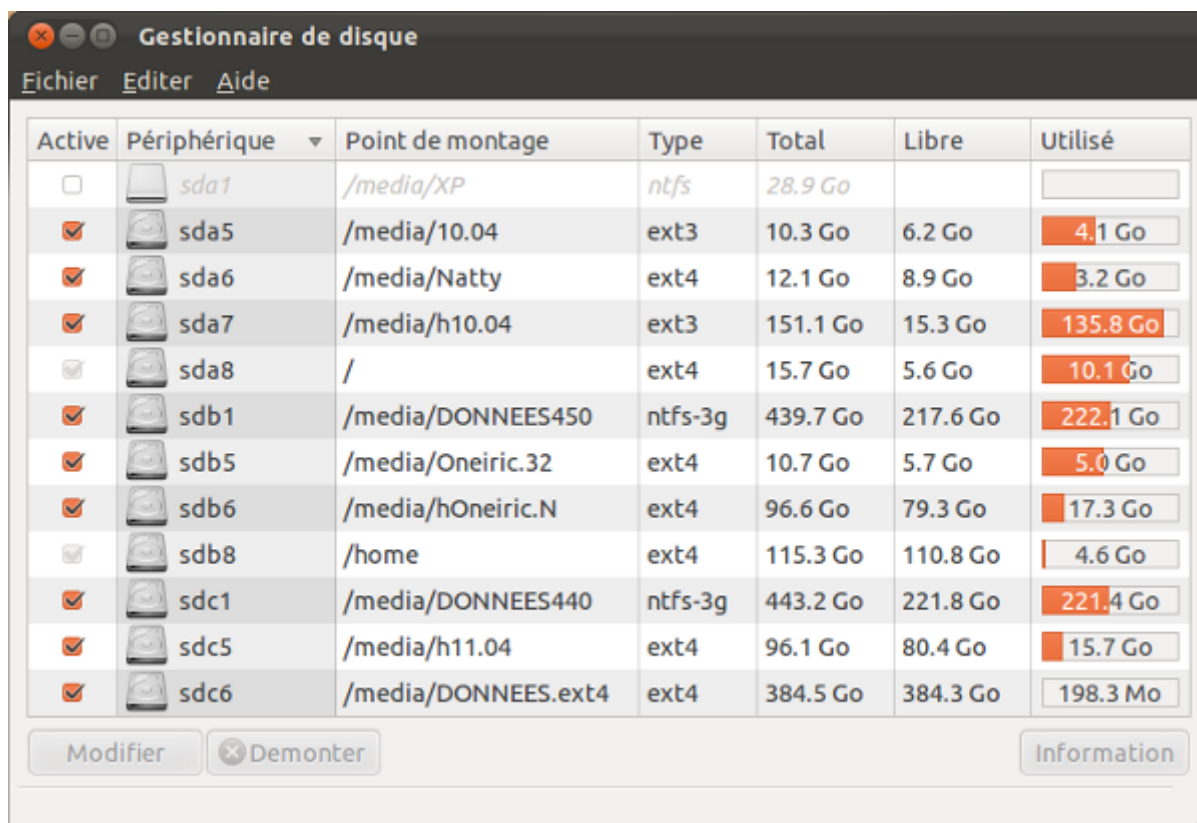 Gestionnaire de disque
Fichier Editer Aide
Active Périphérique Point de montage Type Total Libre Utilisé
sda1 /media/XP ntfs 28.9 Go
sda5 /media/10.04 ext3 10.3 Go 6.2 Go 4.1 Go
sda6 /media/Natty ext4 12.1 Go 8.9 Go 3.2 Go
sda7 /media/h10.04 ext3 151.1 Go 15.3 Go 135.8 Go
sda8 / ext4 15.7 Go 5.6 Go 10.1 Go
sdb1 /media/DONNEES450 ntfs-3g 439.7 Go 217.6 Go 222.1 Go
sdb5 /media/Oneiric.32 ext4 10.7 Go 5.7 Go 5.0 Go
sdb6 /media/hOneiric.N ext4 96.6 Go 79.3 Go 17.3 Go
sdb8 /home ext4 115.3 Go 110.8 Go 4.6 Go
sdc1 /media/DONNEES440 ntfs-3g 443.2 Go 221.8 Go 221.4 Go
sdc5 /media/h11.04 ext4 96.1 Go 80.4 Go 15.7 Go
sdc6 /media/DONNEES.ext4 ext4 384.5 Go 384.3 Go 198.3 Mo
Modifier Demonter Information